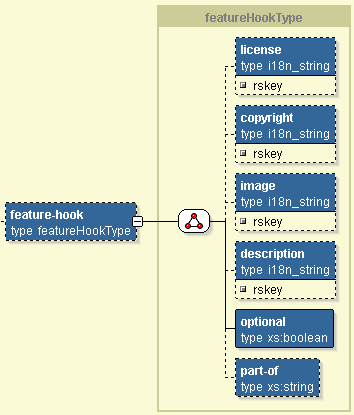 featureHookType
license
type i18n_string
rskey
copyright
type i18n_string
rskey
image
type i18n_string
rskey
feature-hook
type featureHookType
description
type i18n_string
rskey
optional
type xs:boolean
part-of
type xs:string